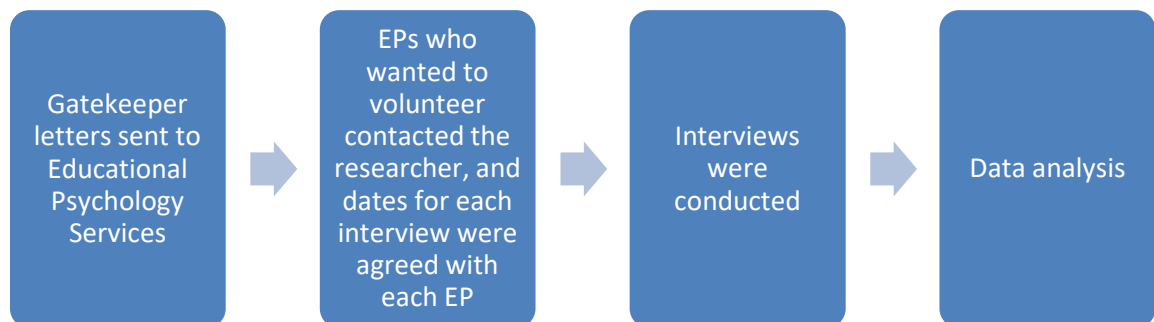 Gatekeeper
letters sent to
Educational
Psychology
Services
EPs who
wanted to
volunteer
contacted the
researcher, and
dates for each
interview were
agreed with
each EP
Interviews
were
conducted
Data analysis